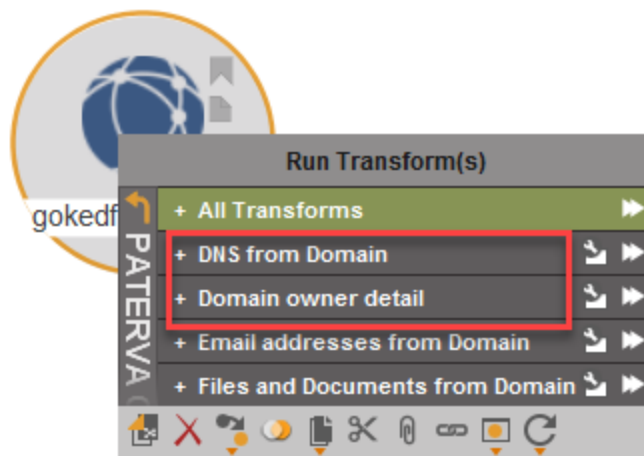 Run Transform(s)
+ All Transforms
gokedf
+ DNS from Domain
+ Domain owner detail
+ Email addresses from Domain
+ Files and Documents from Domain
PATERVA